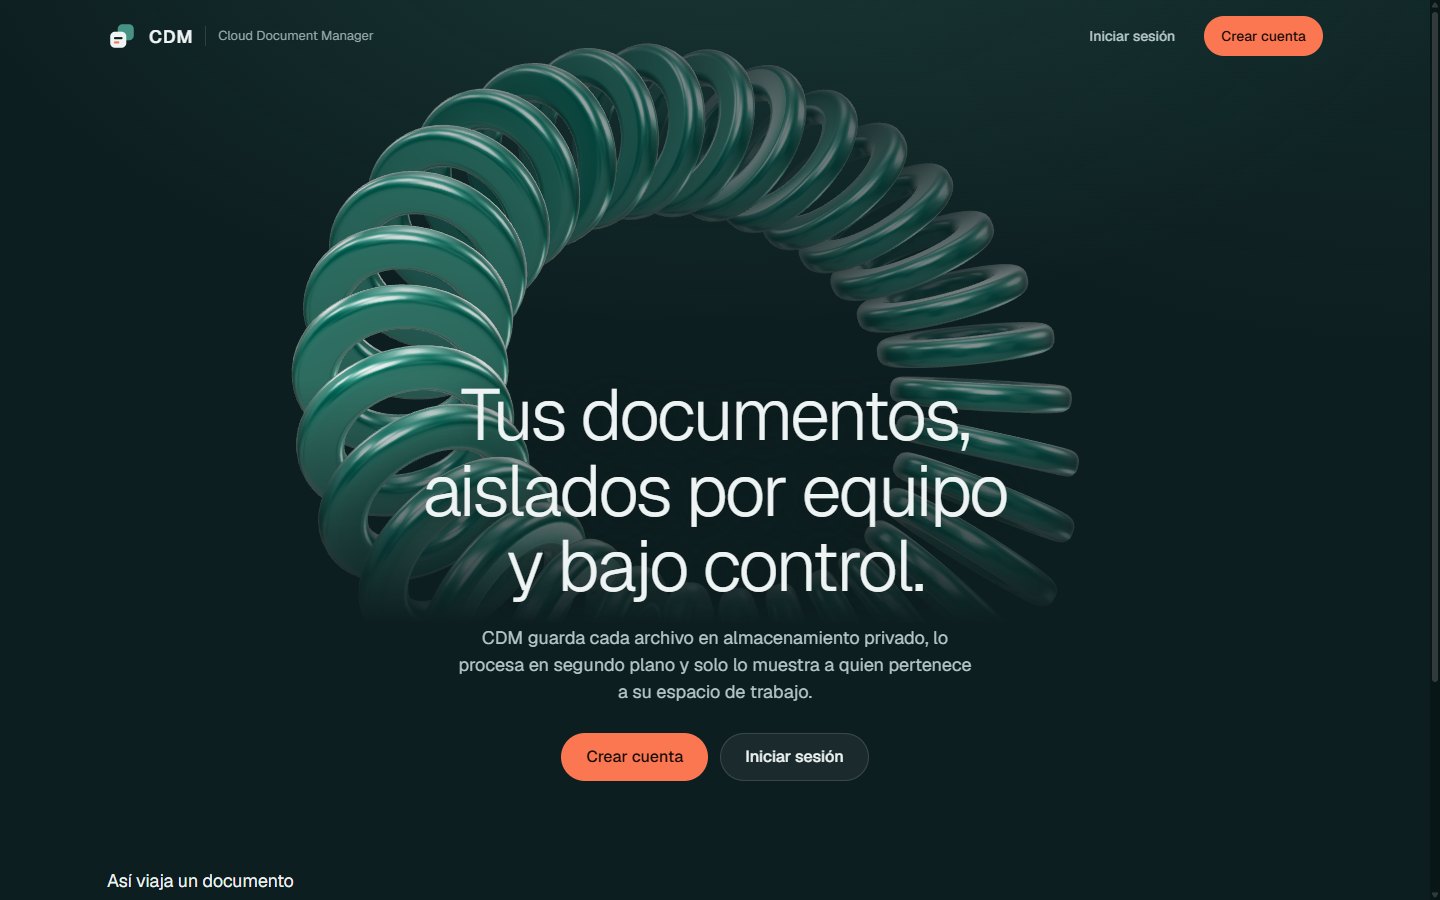 CDM
Cloud Document Manager
Iniciar sesión
Crear cuenta
Tus documentos,
aislados por equipo
y bajo control.
CDM guarda cada archivo en almacenamiento privado, lo
procesa en segundo plano y solo lo muestra a quien pertenece
a su espacio de trabajo.
Crear cuenta
Iniciar sesión
Así viaja un documento